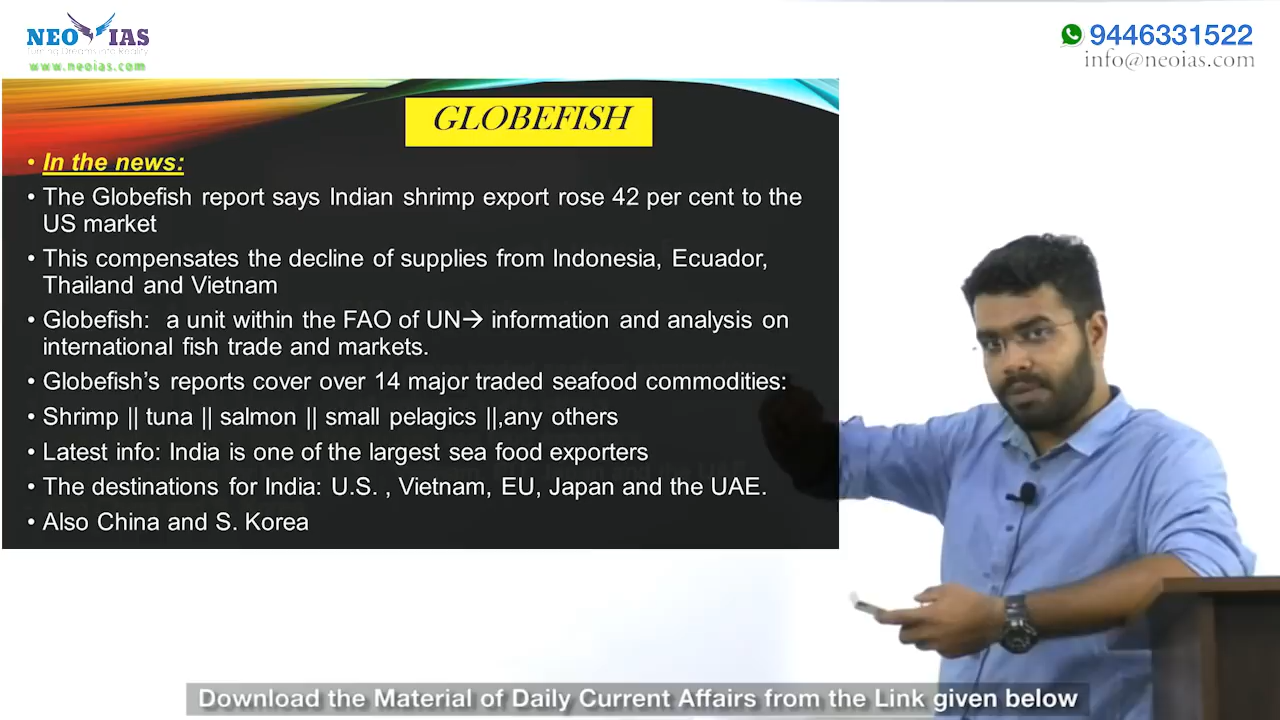 NEO IAS
Turning Dreams into Reality
www.neoias.com
9446331522
info@neoias.com
GLOBEFISH
• In the news:
• The Globefish report says Indian shrimp export rose 42 per cent to the
US market
• This compensates the decline of supplies from Indonesia, Ecuador,
Thailand and Vietnam
• Globefish: a unit within the FAO of UN→ information and analysis on
international fish trade and markets.
• Globefish’s reports cover over 14 major traded seafood commodities:
• Shrimp || tuna || salmon || small pelagics ||,any others
• Latest info: India is one of the largest sea food exporters
• The destinations for India: U.S. , Vietnam, EU, Japan and the UAE.
• Also China and S. Korea
Download the Material of Daily Current Affairs from the Link given below